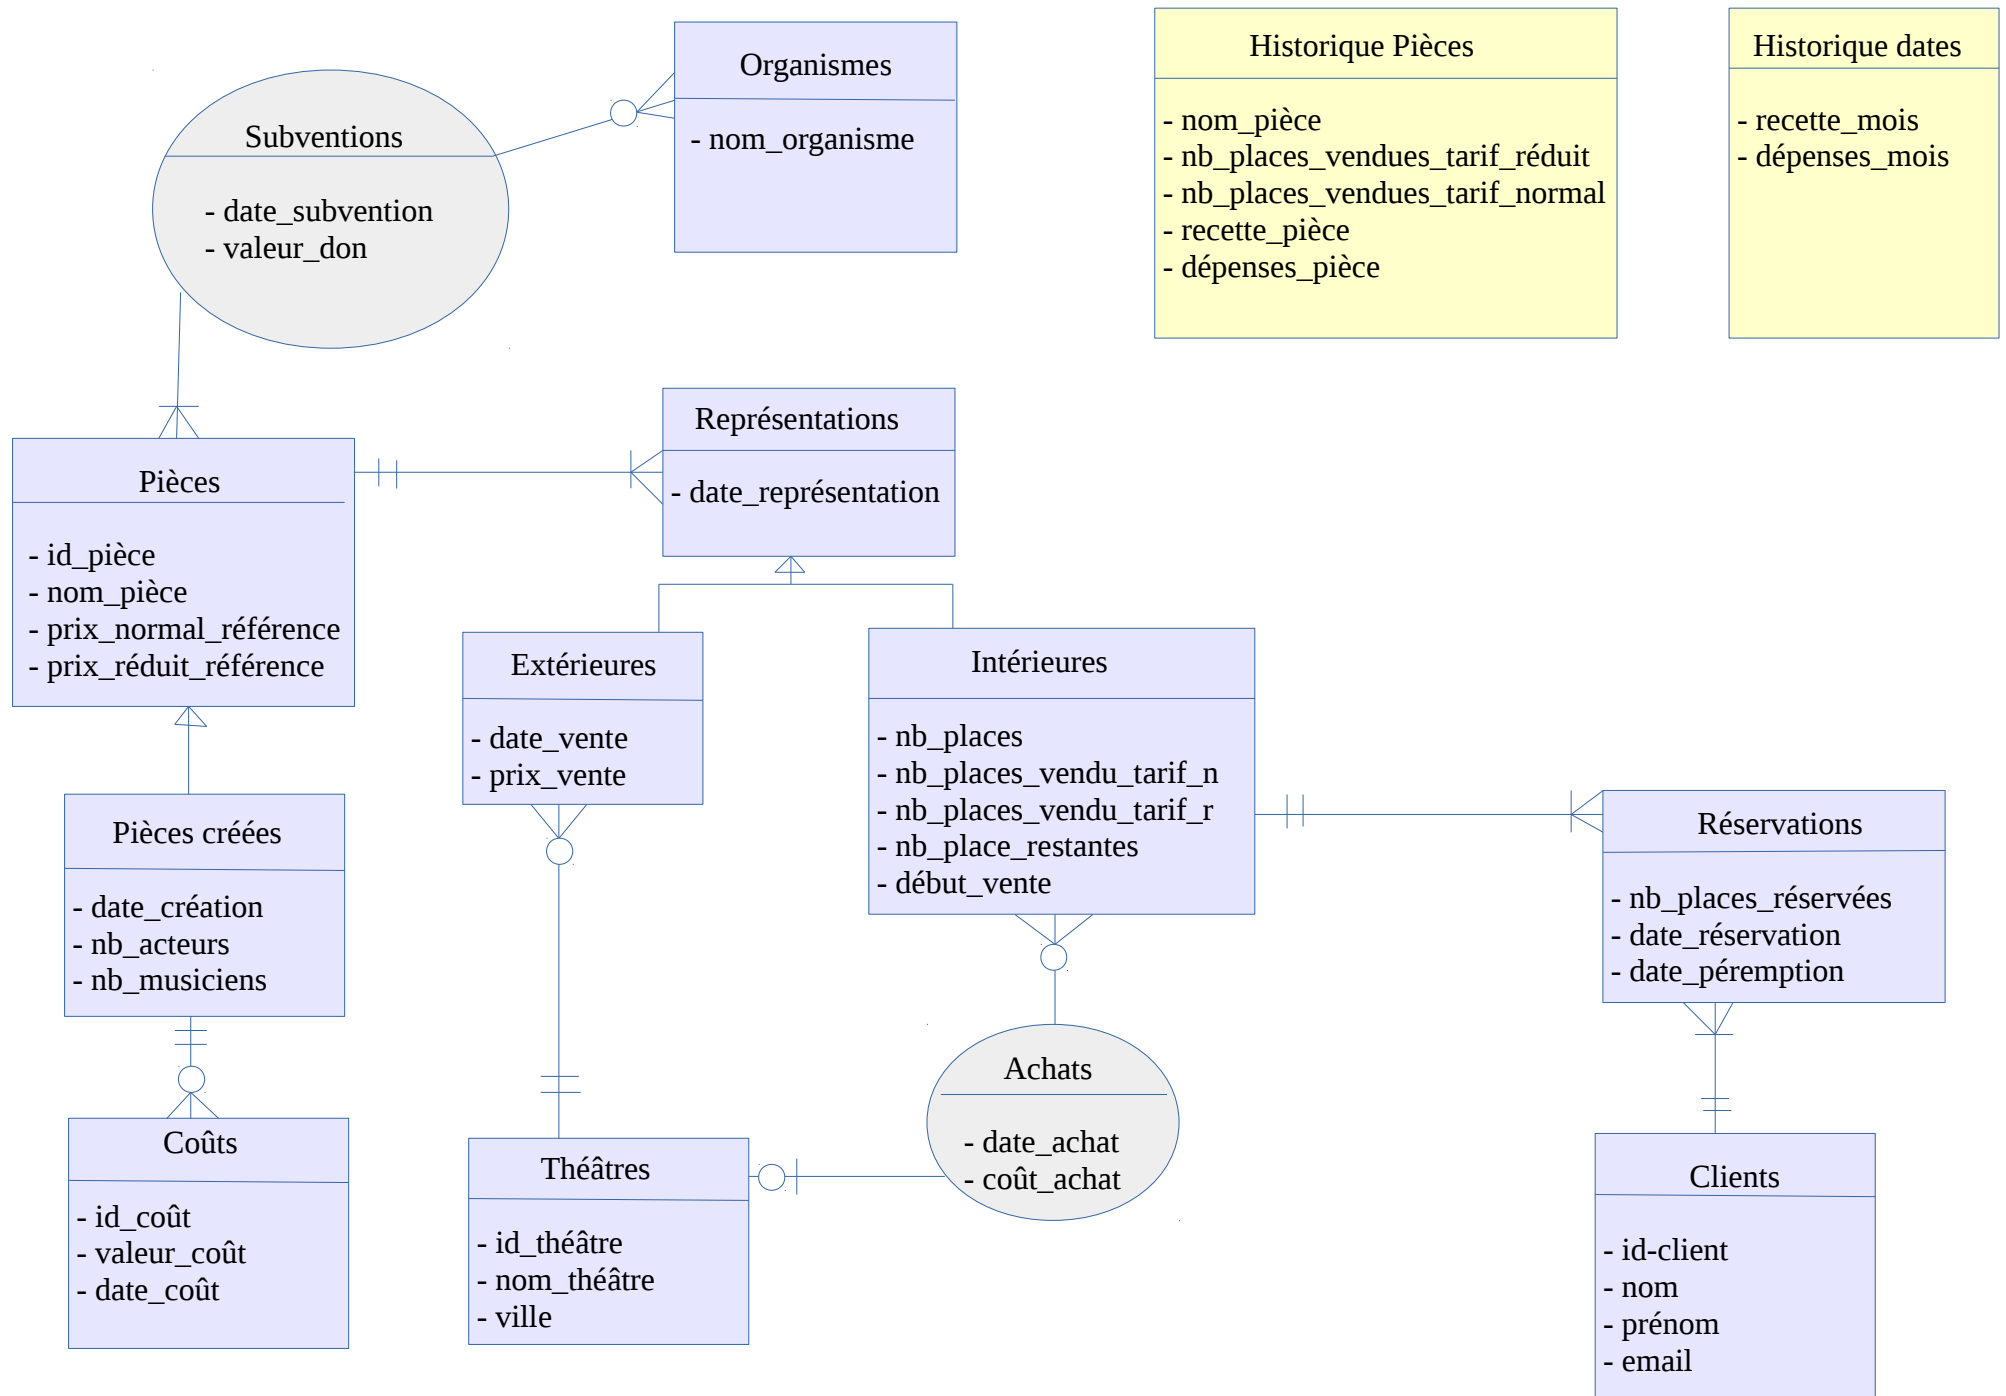 Organismes
- nom_organisme
Historique Pièces
- nom_pièce
- nb_places_vendues_tarif_réduit
- nb_places_vendues_tarif_normal
- recette_pièce
- dépenses_pièce
Historique dates
- recette_mois
- dépenses_mois
Subventions
- date_subvention
- valeur_don
Représentations
- date_représentation
Pièces
- id_pièce
- nom_pièce
- prix_normal_référence
- prix_réduit_référence
Extérieures
- date_vente
- prix_vente
Intérieures
- nb_places
- nb_places_vendu_tarif_n
- nb_places_vendu_tarif_r
- nb_place_restantes
- début_vente
Pièces créées
- date_création
- nb_acteurs
- nb_musiciens
Réservations
- nb_places_réservées
- date_réservation
- date_péremption
Achats
- date_achat
- coût_achat
Coûts
- id_coût
- valeur_coût
- date_coût
Théâtres
- id_théâtre
- nom_théâtre
- ville
Clients
- id-client
- nom
- prénom
- email